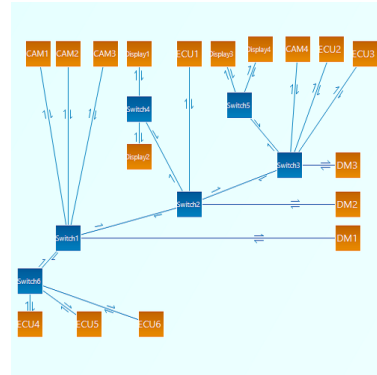 CAM1 CAM2 CAM3 Display1 ECU1 Display3 Display4 CAM4 ECU2 ECU3
Switch4 Switch5
Display2 Switch3 DM3
Switch2 DM2
Switch1 DM1
Switch6
ECU4 ECU5 ECU6